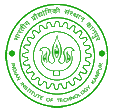 भारतीय प्रौद्योगिकी संस्थान कानपुर
INDIAN INSTITUTE OF TECHNOLOGY KANPUR